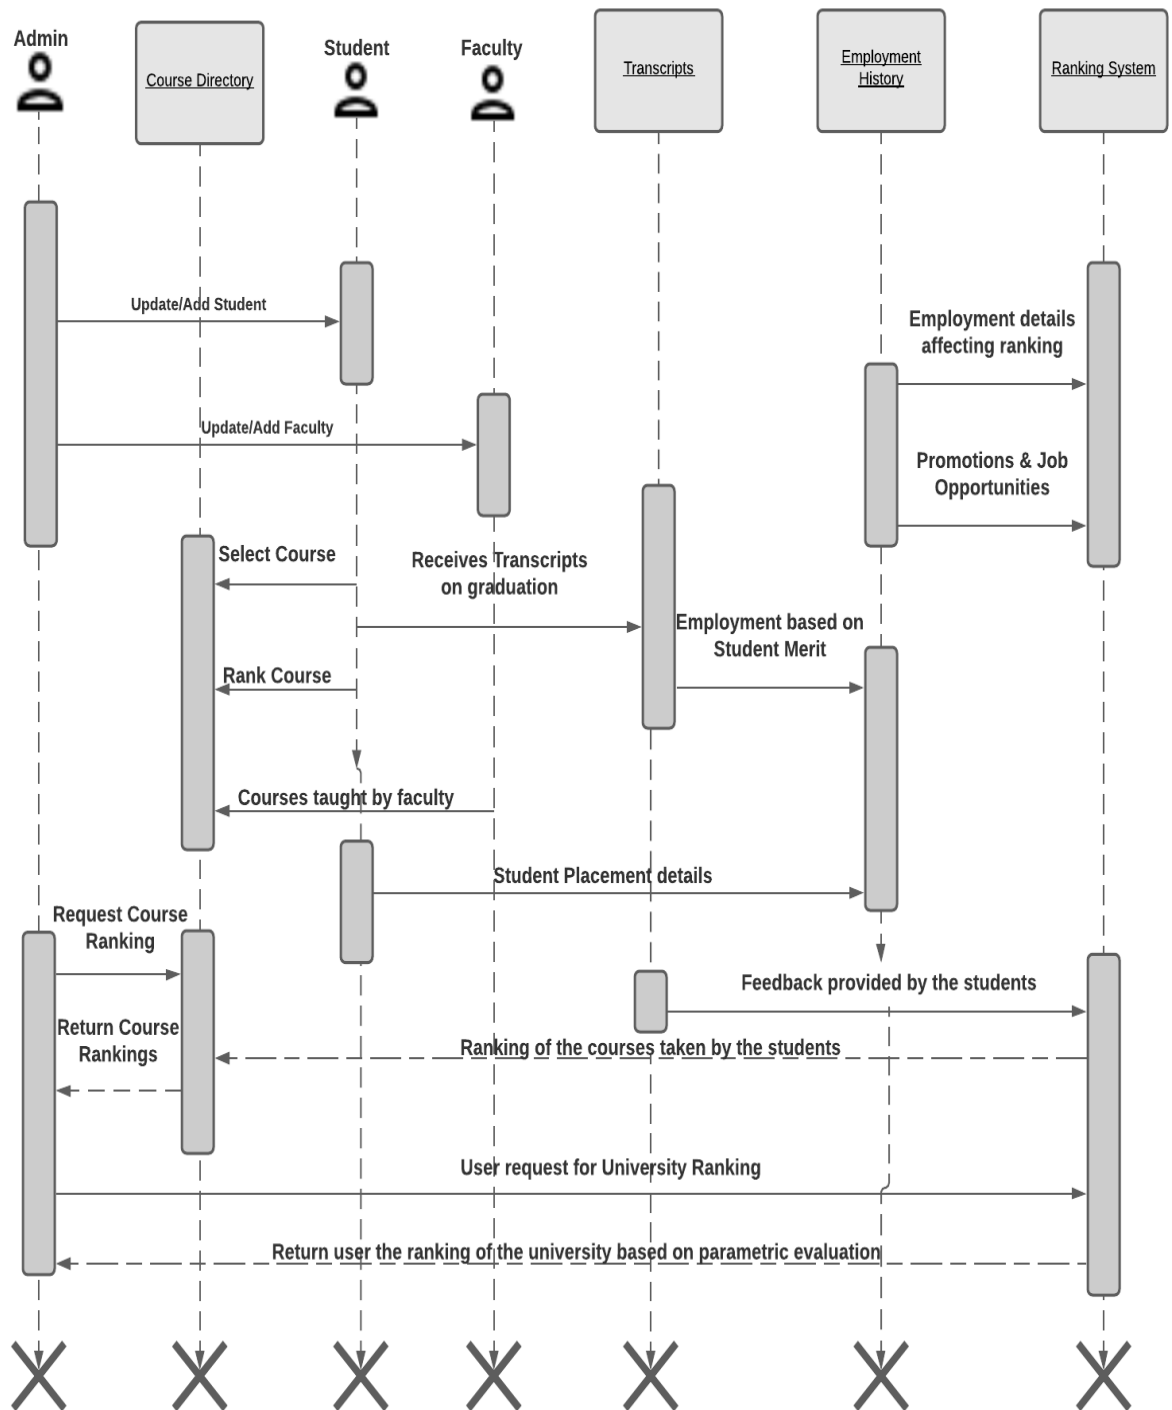 Admin
Course Directory
Student
Faculty
Transcripts
Employment
History
Ranking System
Update/Add Student
Employment details
affecting ranking
Update/Add Faculty
Promotions & Job
Opportunities
Select Course
Receives Transcripts
on graduation
Employment based on
Student Merit
Rank Course
Courses taught by faculty
Student Placement details
Request Course
Ranking
Feedback provided by the students
Return Course
Rankings
Ranking of the courses taken by the students
User request for University Ranking
Return user the ranking of the university based on parametric evaluation